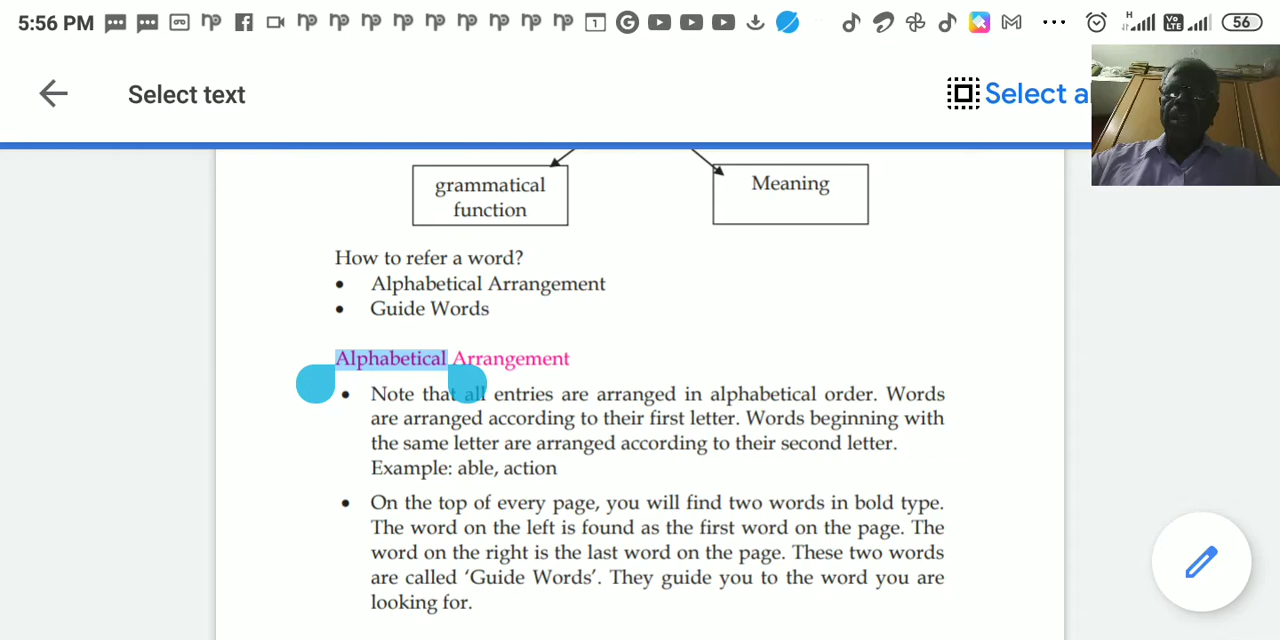 5:56 PM
1
H
Vo LTE
56
Select text
Select a
grammatical
function
Meaning
How to refer a word?
• Alphabetical Arrangement
• Guide Words
Alphabetical Arrangement
• Note that all entries are arranged in alphabetical order. Words
are arranged according to their first letter. Words beginning with
the same letter are arranged according to their second letter.
Example: able, action
• On the top of every page, you will find two words in bold type.
The word on the left is found as the first word on the page. The
word on the right is the last word on the page. These two words
are called ‘Guide Words’. They guide you to the word you are
looking for.